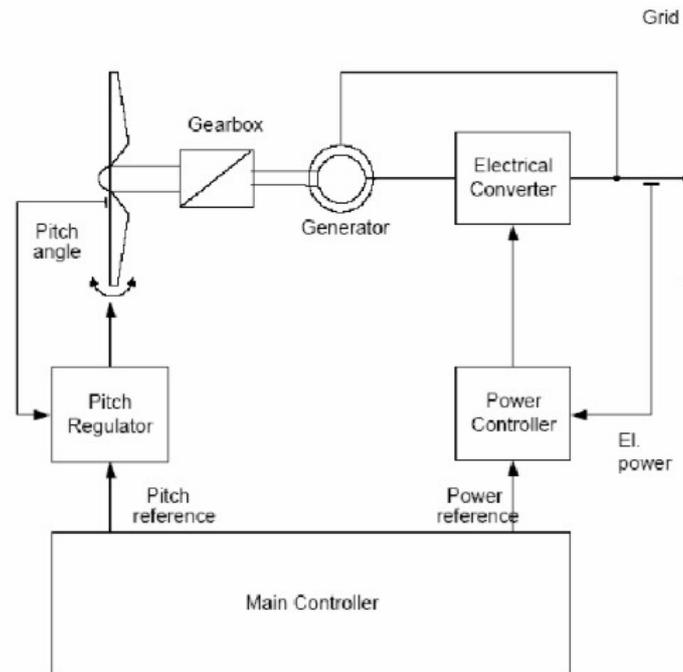 Grid
Gearbox
Electrical
Converter
Generator
Pitch
angle
Pitch
Regulator
Power
Controller
El.
power
Pitch
reference
Power
reference
Main Controller